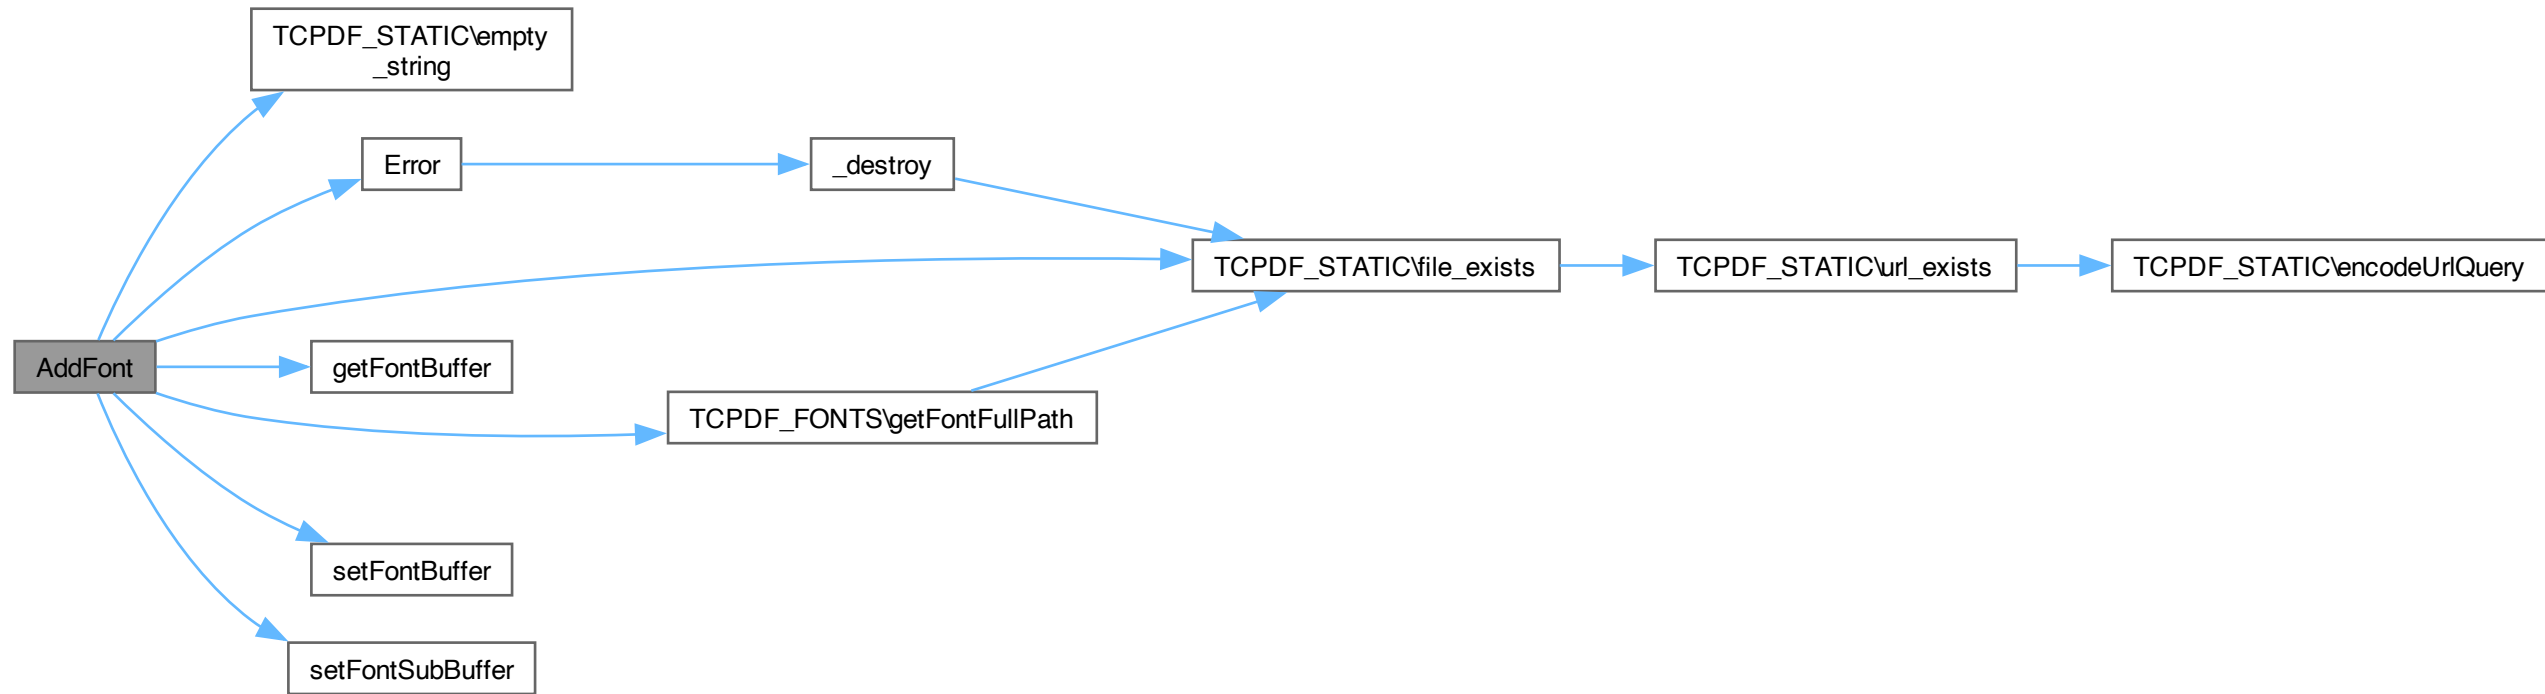 TCPDF_STATIC\empty
_string
Error
_destroy
TCPDF_STATIC\file_exists
TCPDF_STATIC\url_exists
TCPDF_STATIC\encodeUrlQuery
AddFont
getFontBuffer
TCPDF_FONTS\getFontFullPath
setFontBuffer
setFontSubBuffer